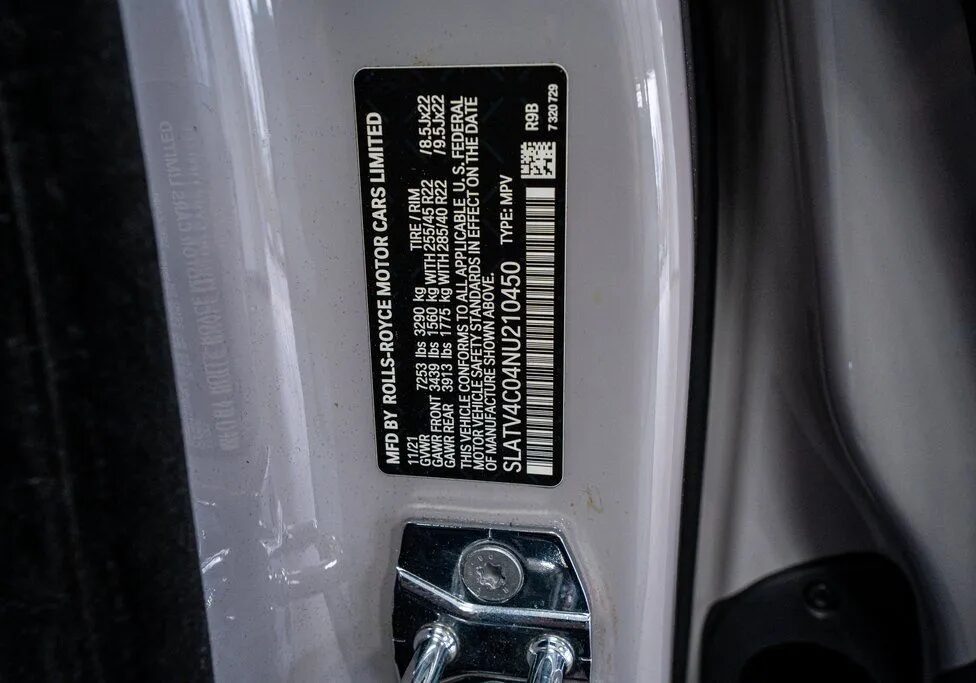 MFD BY ROLLS-ROYCE MOTOR CARS LIMITED
11/21 TIRE / RIM
GVWR 7253 lbs 3290 kg
GAWR FRONT 3439 lbs 1560 kg WITH 255/45 R22 / 8.5Jx22
GAWR REAR 3913 lbs 1775 kg WITH 285/40 R22 / 9.5Jx22
THIS VEHICLE CONFORMS TO ALL APPLICABLE U.S. FEDERAL
MOTOR VEHICLE SAFETY STANDARDS IN EFFECT ON THE DATE
OF MANUFACTURE SHOWN ABOVE.
SLATV4C04NU210450 TYPE: MPV
R9B
7 320 729